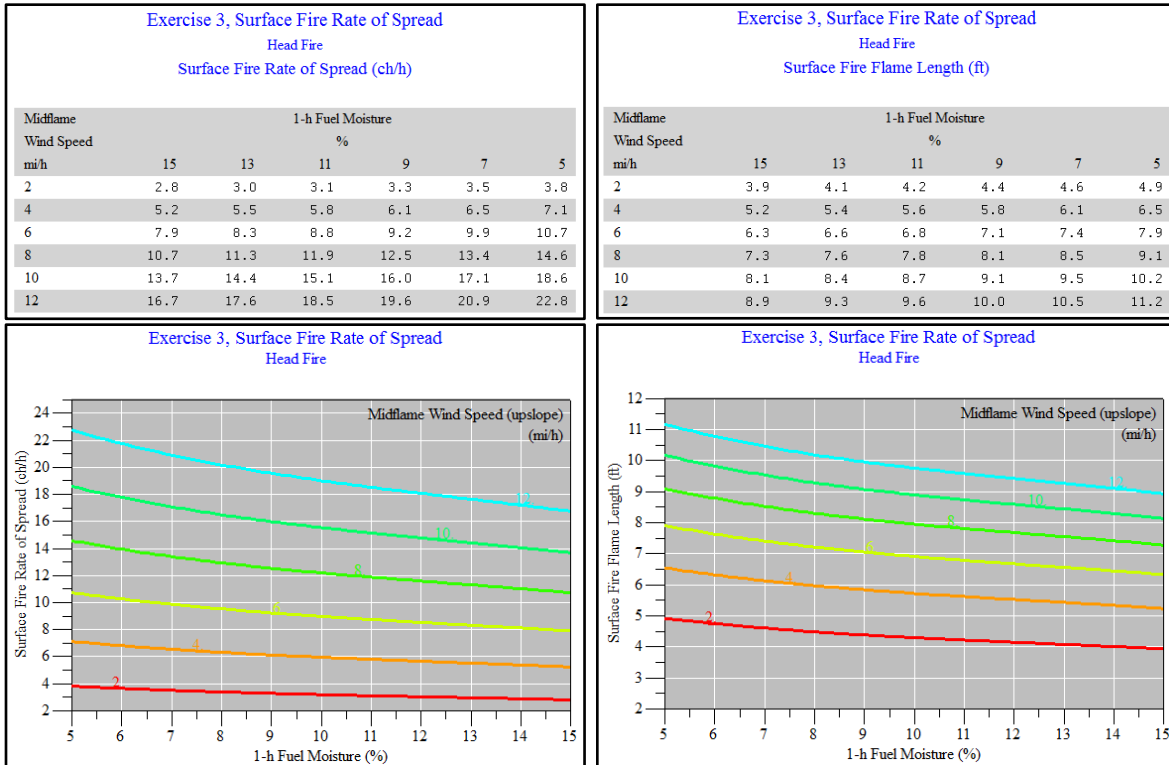 Exercise 3, Surface Fire Rate of Spread
Head Fire
Surface Fire Rate of Spread (ch/h)
Midflame 1-h Fuel Moisture
Wind Speed %
mi/h 15 13 11 9 7 5
2 2.8 3.0 3.1 3.3 3.5 3.8
4 5.2 5.5 5.8 6.1 6.5 7.1
6 7.9 8.3 8.8 9.2 9.9 10.7
8 10.7 11.3 11.9 12.5 13.4 14.6
10 13.7 14.4 15.1 16.0 17.1 18.6
12 16.7 17.6 18.5 19.6 20.9 22.8
Exercise 3, Surface Fire Rate of Spread
Head Fire
Surface Fire Flame Length (ft)
Midflame 1-h Fuel Moisture
Wind Speed %
mi/h 15 13 11 9 7 5
2 3.9 4.1 4.2 4.4 4.6 4.9
4 5.2 5.4 5.6 5.8 6.1 6.5
6 6.3 6.6 6.8 7.1 7.4 7.9
8 7.3 7.6 7.8 8.1 8.5 9.1
10 8.1 8.4 8.7 9.1 9.5 10.2
12 8.9 9.3 9.6 10.0 10.5 11.2
Exercise 3, Surface Fire Rate of Spread
Head Fire
Midflame Wind Speed (upslope)
(mi/h)
Surface Fire Rate of Spread (ch/h)
24
22
20
18
16
14
12
10
8
6
4
2
12
10
8
6
4
2
5 6 7 8 9 10 11 12 13 14 15
1-h Fuel Moisture (%)
Exercise 3, Surface Fire Rate of Spread
Head Fire
Midflame Wind Speed (upslope)
(mi/h)
Surface Fire Flame Length (ft)
12
11
10
9
8
7
6
5
4
3
2
12
10
8
6
4
2
5 6 7 8 9 10 11 12 13 14 15
1-h Fuel Moisture (%)